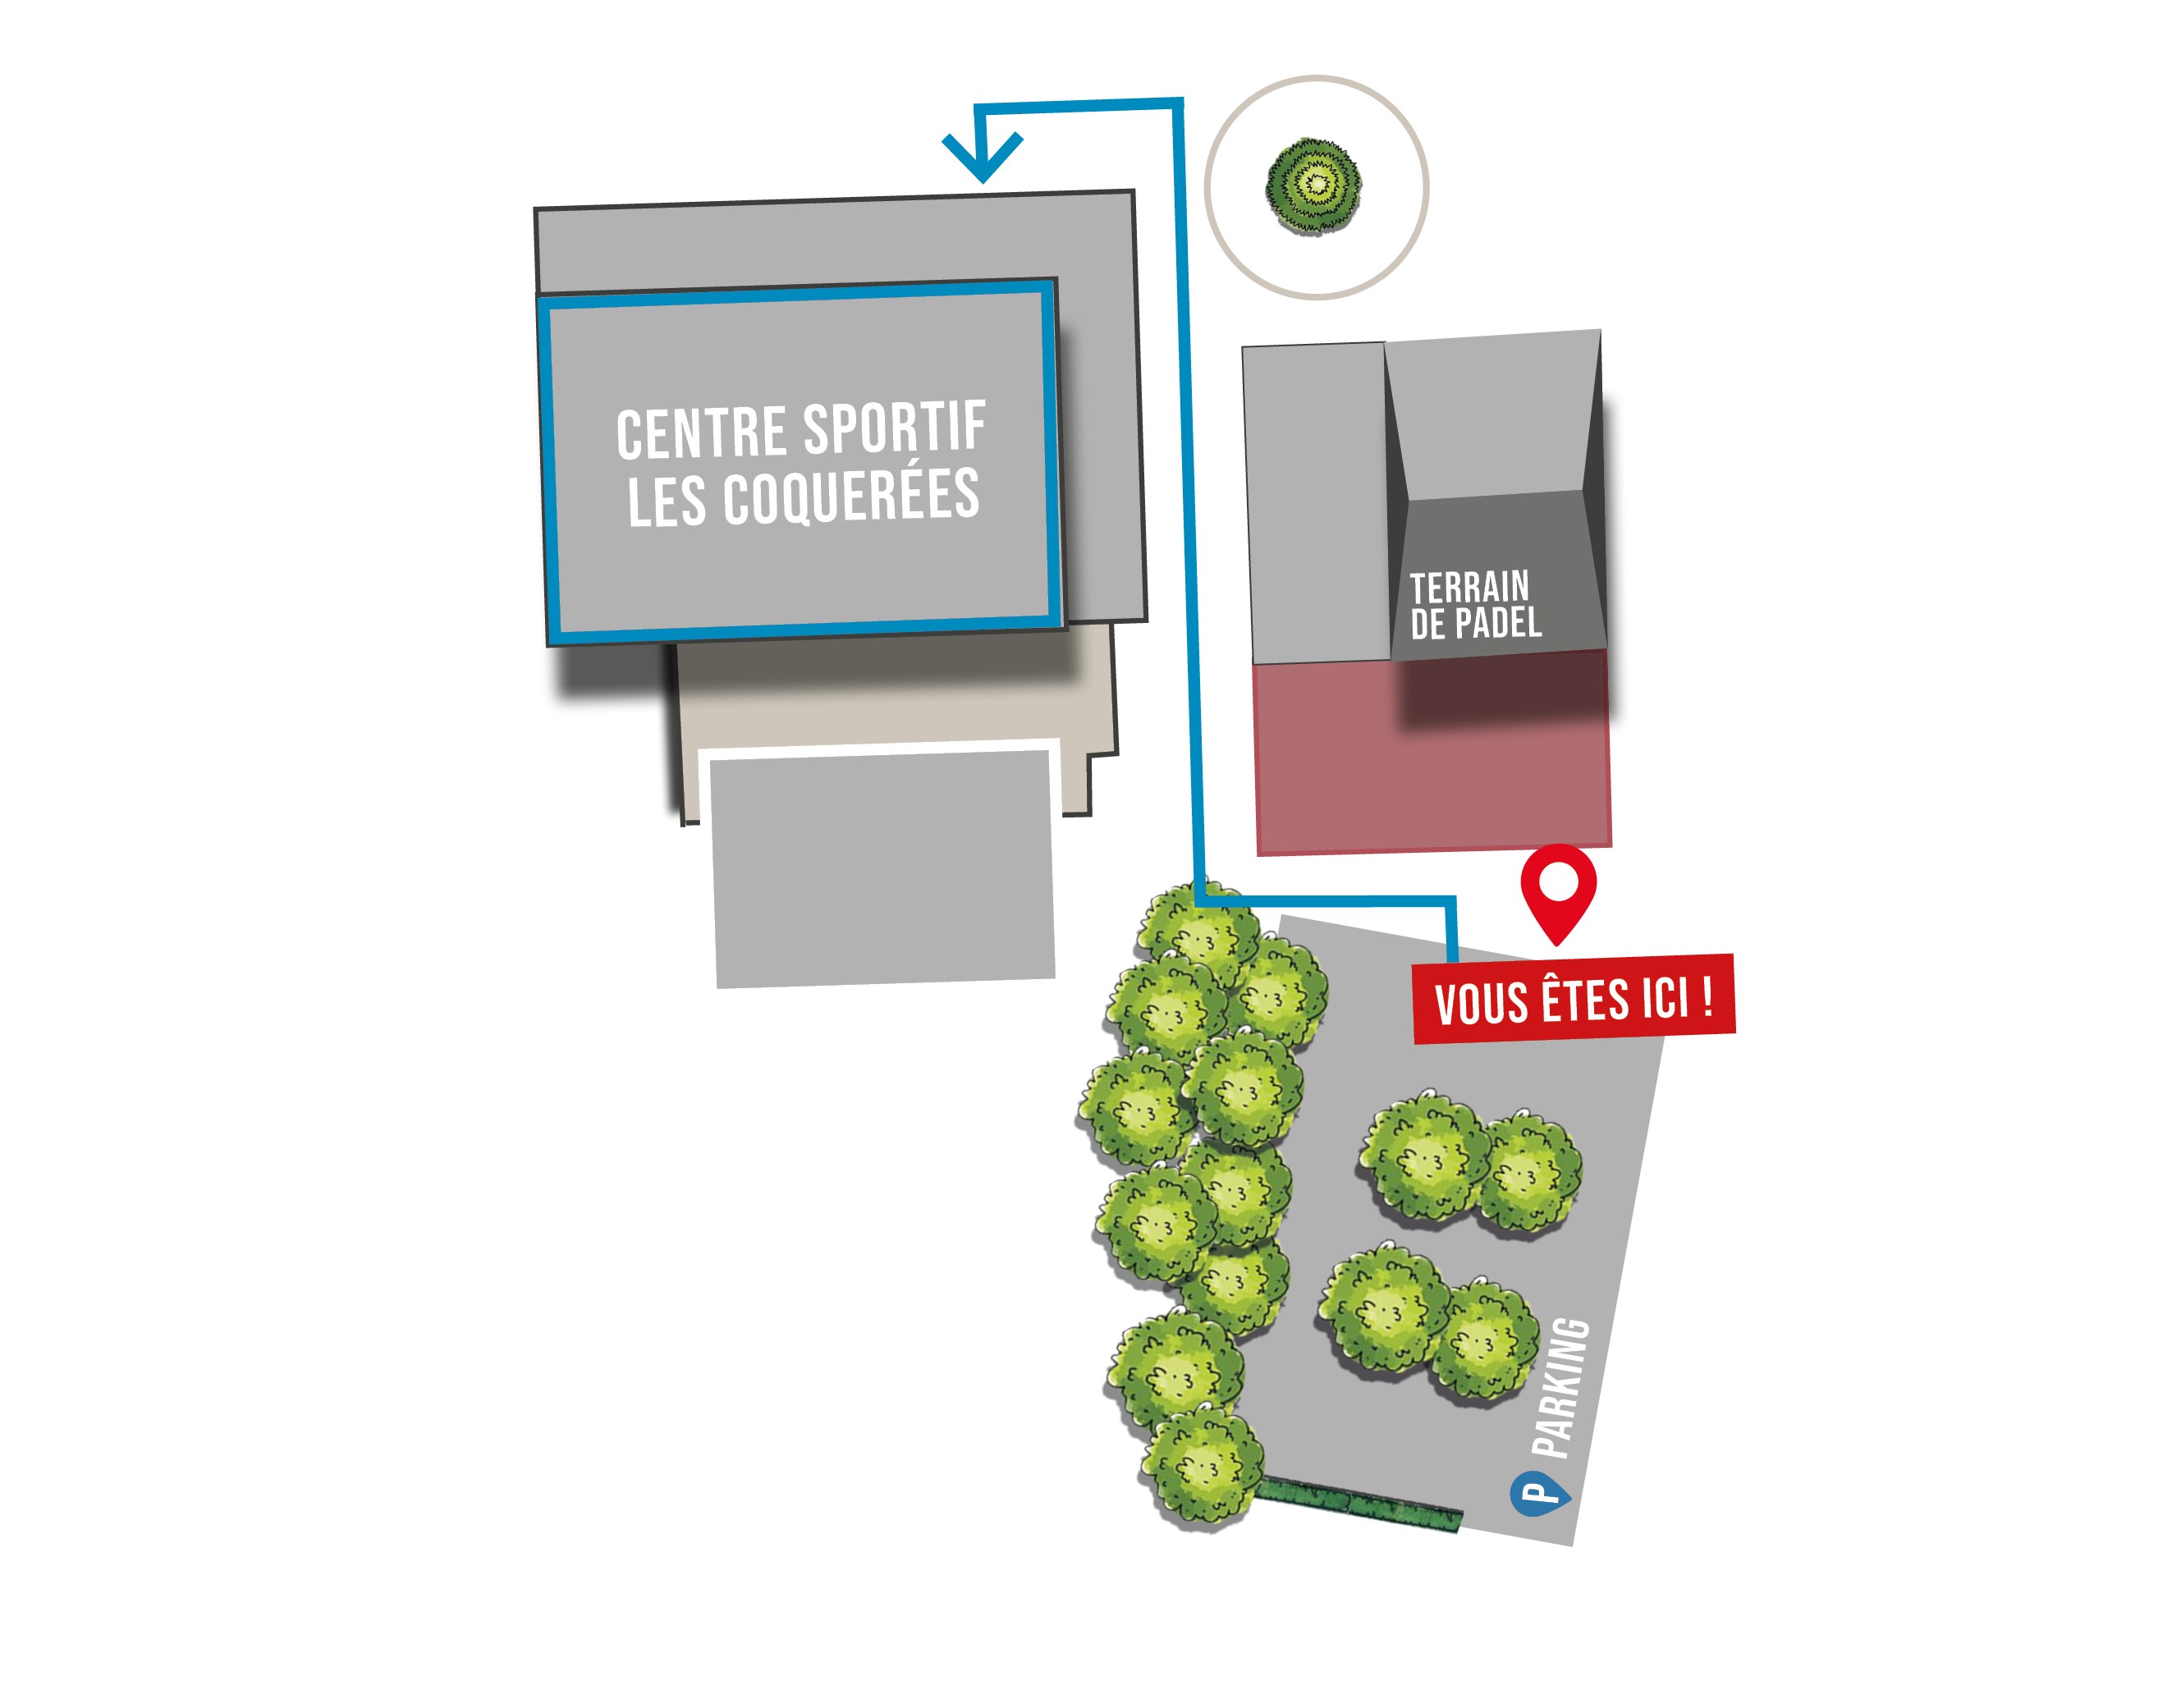 CENTRE SPORTIF
LES COQUERÉES
TERRAIN
DE PADEL
VOUS ÊTES ICI !
P PARKING